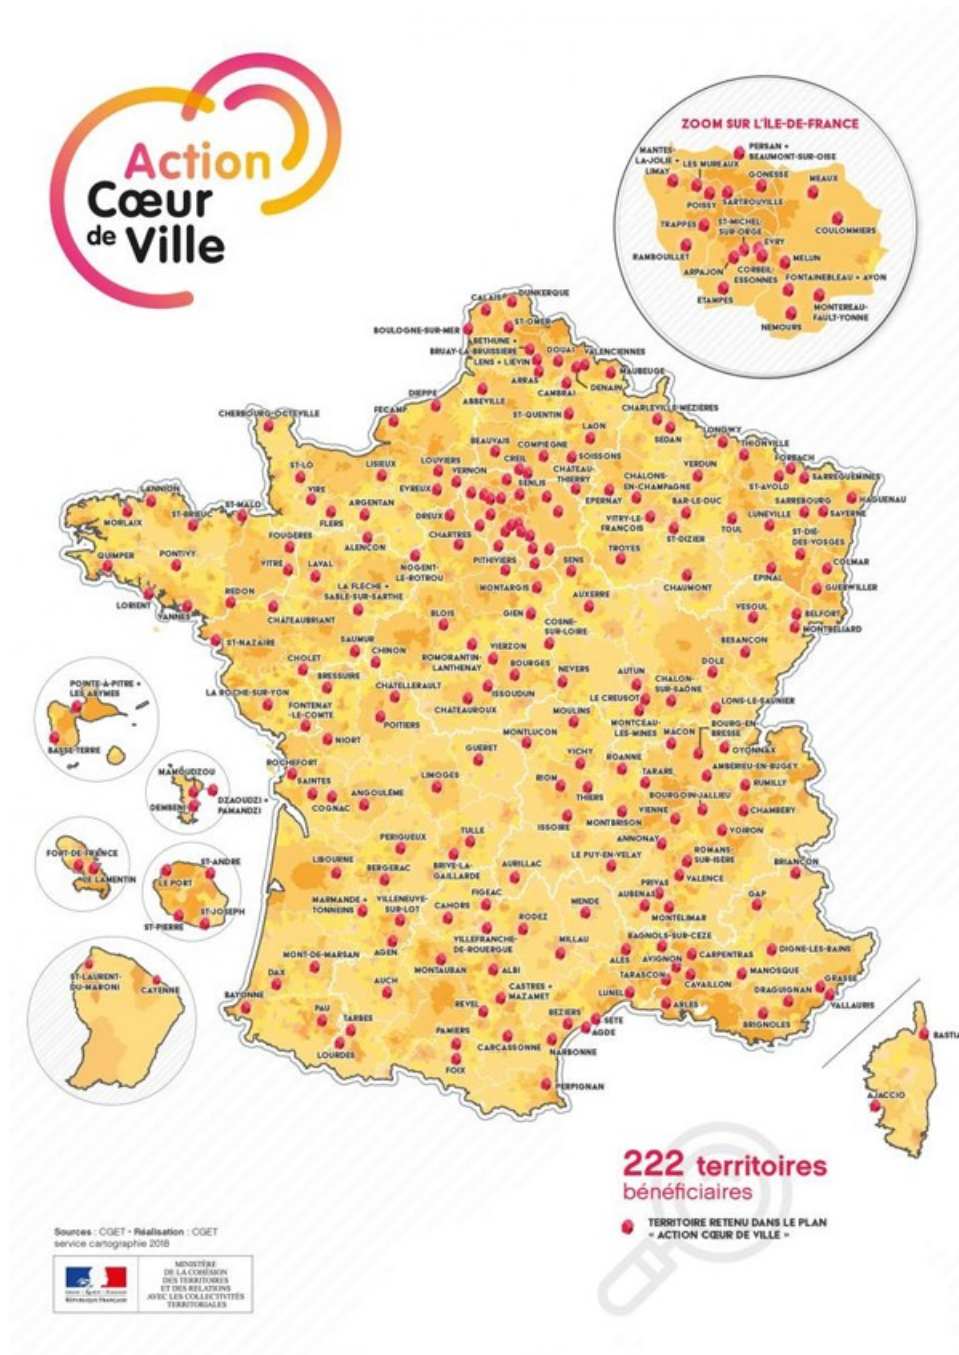 Action
Cœur
de Ville
ZOOM SUR L'ÎLE-DE-FRANCE
MANTES-
LA-JOLIE +
LIMAY
LES MUREAUX
PERSAN +
BEAUMONT-SUR-OISE
GONESSE
MEAUX
POISSY
SARTROUVILLE
TRAPPES
ST-MICHEL
SUR-ORGE
COULOMMIERS
EVRY
RAMBOUILLET
MELUN
ARPAJON
CORBEIL-
ESSONNES
FONTAINEBLEAU + AVON
ETAMPES
MONTEREAU-
FAULT-YONNE
NEMOURS
CALAIS
DUNKERQUE
BOULOGNE-SUR-MER
ST-OMER
BETHUNE +
BRUAY-LA-BRUISSIÈRE
LENS + LIEVIN
DOUAI
VALENCIENNES
MAUBEUGE
ARRAS
CAMBRAI
DENAIN
DIEPPE
ABBEVILLE
FECAMP
CHERBOURG-OCTEVILLE
ST-QUENTIN
CHARLEVILLE-MEZIÈRES
LAON
SEDAN
LONGWY
THIONVILLE
BEAUVAIS
COMPIEGNE
CREIL
SOISSONS
FORBACH
ST-LÔ
LISIEUX
LOUVIERS
VERNON
SENLIS
CHÂTEAU-
THIERRY
CHALONS-
EN-CHAMPAGNE
VERDUN
ST-AVOLD
SARREGUEMINES
LANNION
ST-MALO
VIRE
ARGENTAN
EVREUX
EPERNAY
BAR-LE-DUC
SARREBOURG
HAGUENAU
MORLAIX
ST-BRIEUC
FLERS
DREUX
VITRY-LE-
FRANÇOIS
LUNEVILLE
SAVERNE
FOUGERES
ALENCON
CHARTRES
ST-DIZIER
TOUL
ST-DIE-
DES-VOSGES
QUIMPER
PONTIVY
VITRE
LAVAL
NOGENT-
LE-ROTROU
PITHIVIERS
SENS
TROYES
COLMAR
EPINAL
LA FLECHE +
SABLE-SUR-SARTHE
MONTARGIS
CHAUMONT
GUEBWILLER
LORIENT
VANNES
REDON
AUXERRE
CHÂTEAUBRIANT
BLOIS
GIEN
COSNE-
SUR-LOIRE
VESOUL
BELFORT
MONTBELIARD
ST-NAZAIRE
SAUMUR
CHINON
VIERZON
BESANCON
CHOLET
ROMORANTIN-
LANTHENAY
BOURGES
NEVERS
AUTUN
DOLE
BRESSUIRE
CHÂTELLERAULT
ISSOUDUN
CHALON-
SUR-SAÔNE
LA ROCHE-SUR-YON
LE CREUSOT
LONS-LE-SAUNIER
FONTENAY
-LE-COMTE
CHATEAUROUX
MOULINS
POITIERS
MONTCEAU-
LES-MINES
MÂCON
BOURG-EN-
BRESSE
NIORT
MONTLUÇON
OYONNAX
GUERET
VICHY
ROANNE
AMBERIEU-EN-BUGEY
ROCHEFORT
SAINTES
LIMOGES
RIOM
TARARE
RUMILLY
COGNAC
ANGOULÊME
THIERS
BOURGOIN-JALLIEU
ISSOIRE
MONTBRISON
VIENNE
CHAMBERY
VOIRON
PERIGUEUX
TULLE
ANNONAY
LIBOURNE
LE PUY-EN-VELAY
ROMANS-
SUR-ISERE
BRIANÇON
BERGERAC
BRIVE-LA-
GAILLARDE
AURILLAC
PRIVAS
VALENCE
MARMANDE +
TONNEINS
VILLENEUVE-
SUR-LOT
FIGEAC
CAHORS
MENDE
AUBENAS
MONTELIMAR
GAP
RODEZ
AGEN
VILLEFRANCHE-
DE-ROUERGUE
MILLAU
BAGNOLS-SUR-CEZE
DIGNE-LES-BAINS
MONT-DE-MARSAN
ALES
AVIGNON
CARPENTRAS
DAX
MONTAUBAN
ALBI
TARASCON
MANOSQUE
AUCH
CASTRES +
MAZAMET
LUNEL
CAVAILLON
GRASSE
BAYONNE
REVEL
ARLES
DRAGUIGNAN
VALLAURIS
PAU
TARBES
BEZIERS
SETE
AGDE
BRIGNOLES
LOURDES
PAMIERS
CARCASSONNE
NARBONNE
FOIX
PERPIGNAN
BASTIA
AJACCIO
POINTE-A-PITRE +
LES ABYMES
BASSE-TERRE
MAMOUDZOU
DEMBENI
DZAOUDZI +
PAMANDZI
FORT-DE-FRANCE
LE LAMENTIN
ST-ANDRE
LE PORT
ST-JOSEPH
ST-PIERRE
ST-LAURENT-
DU-MARONI
CAYENNE
222 territoires
bénéficiaires
TERRITOIRE RETENU DANS LE PLAN
« ACTION CŒUR DE VILLE »
Sources : CGET • Réalisation : CGET
service cartographie 2018
MINISTÈRE
DE LA COHÉSION
DES TERRITOIRES
ET DES RELATIONS
AVEC LES COLLECTIVITÉS
TERRITORIALES
RÉPUBLIQUE FRANÇAISE